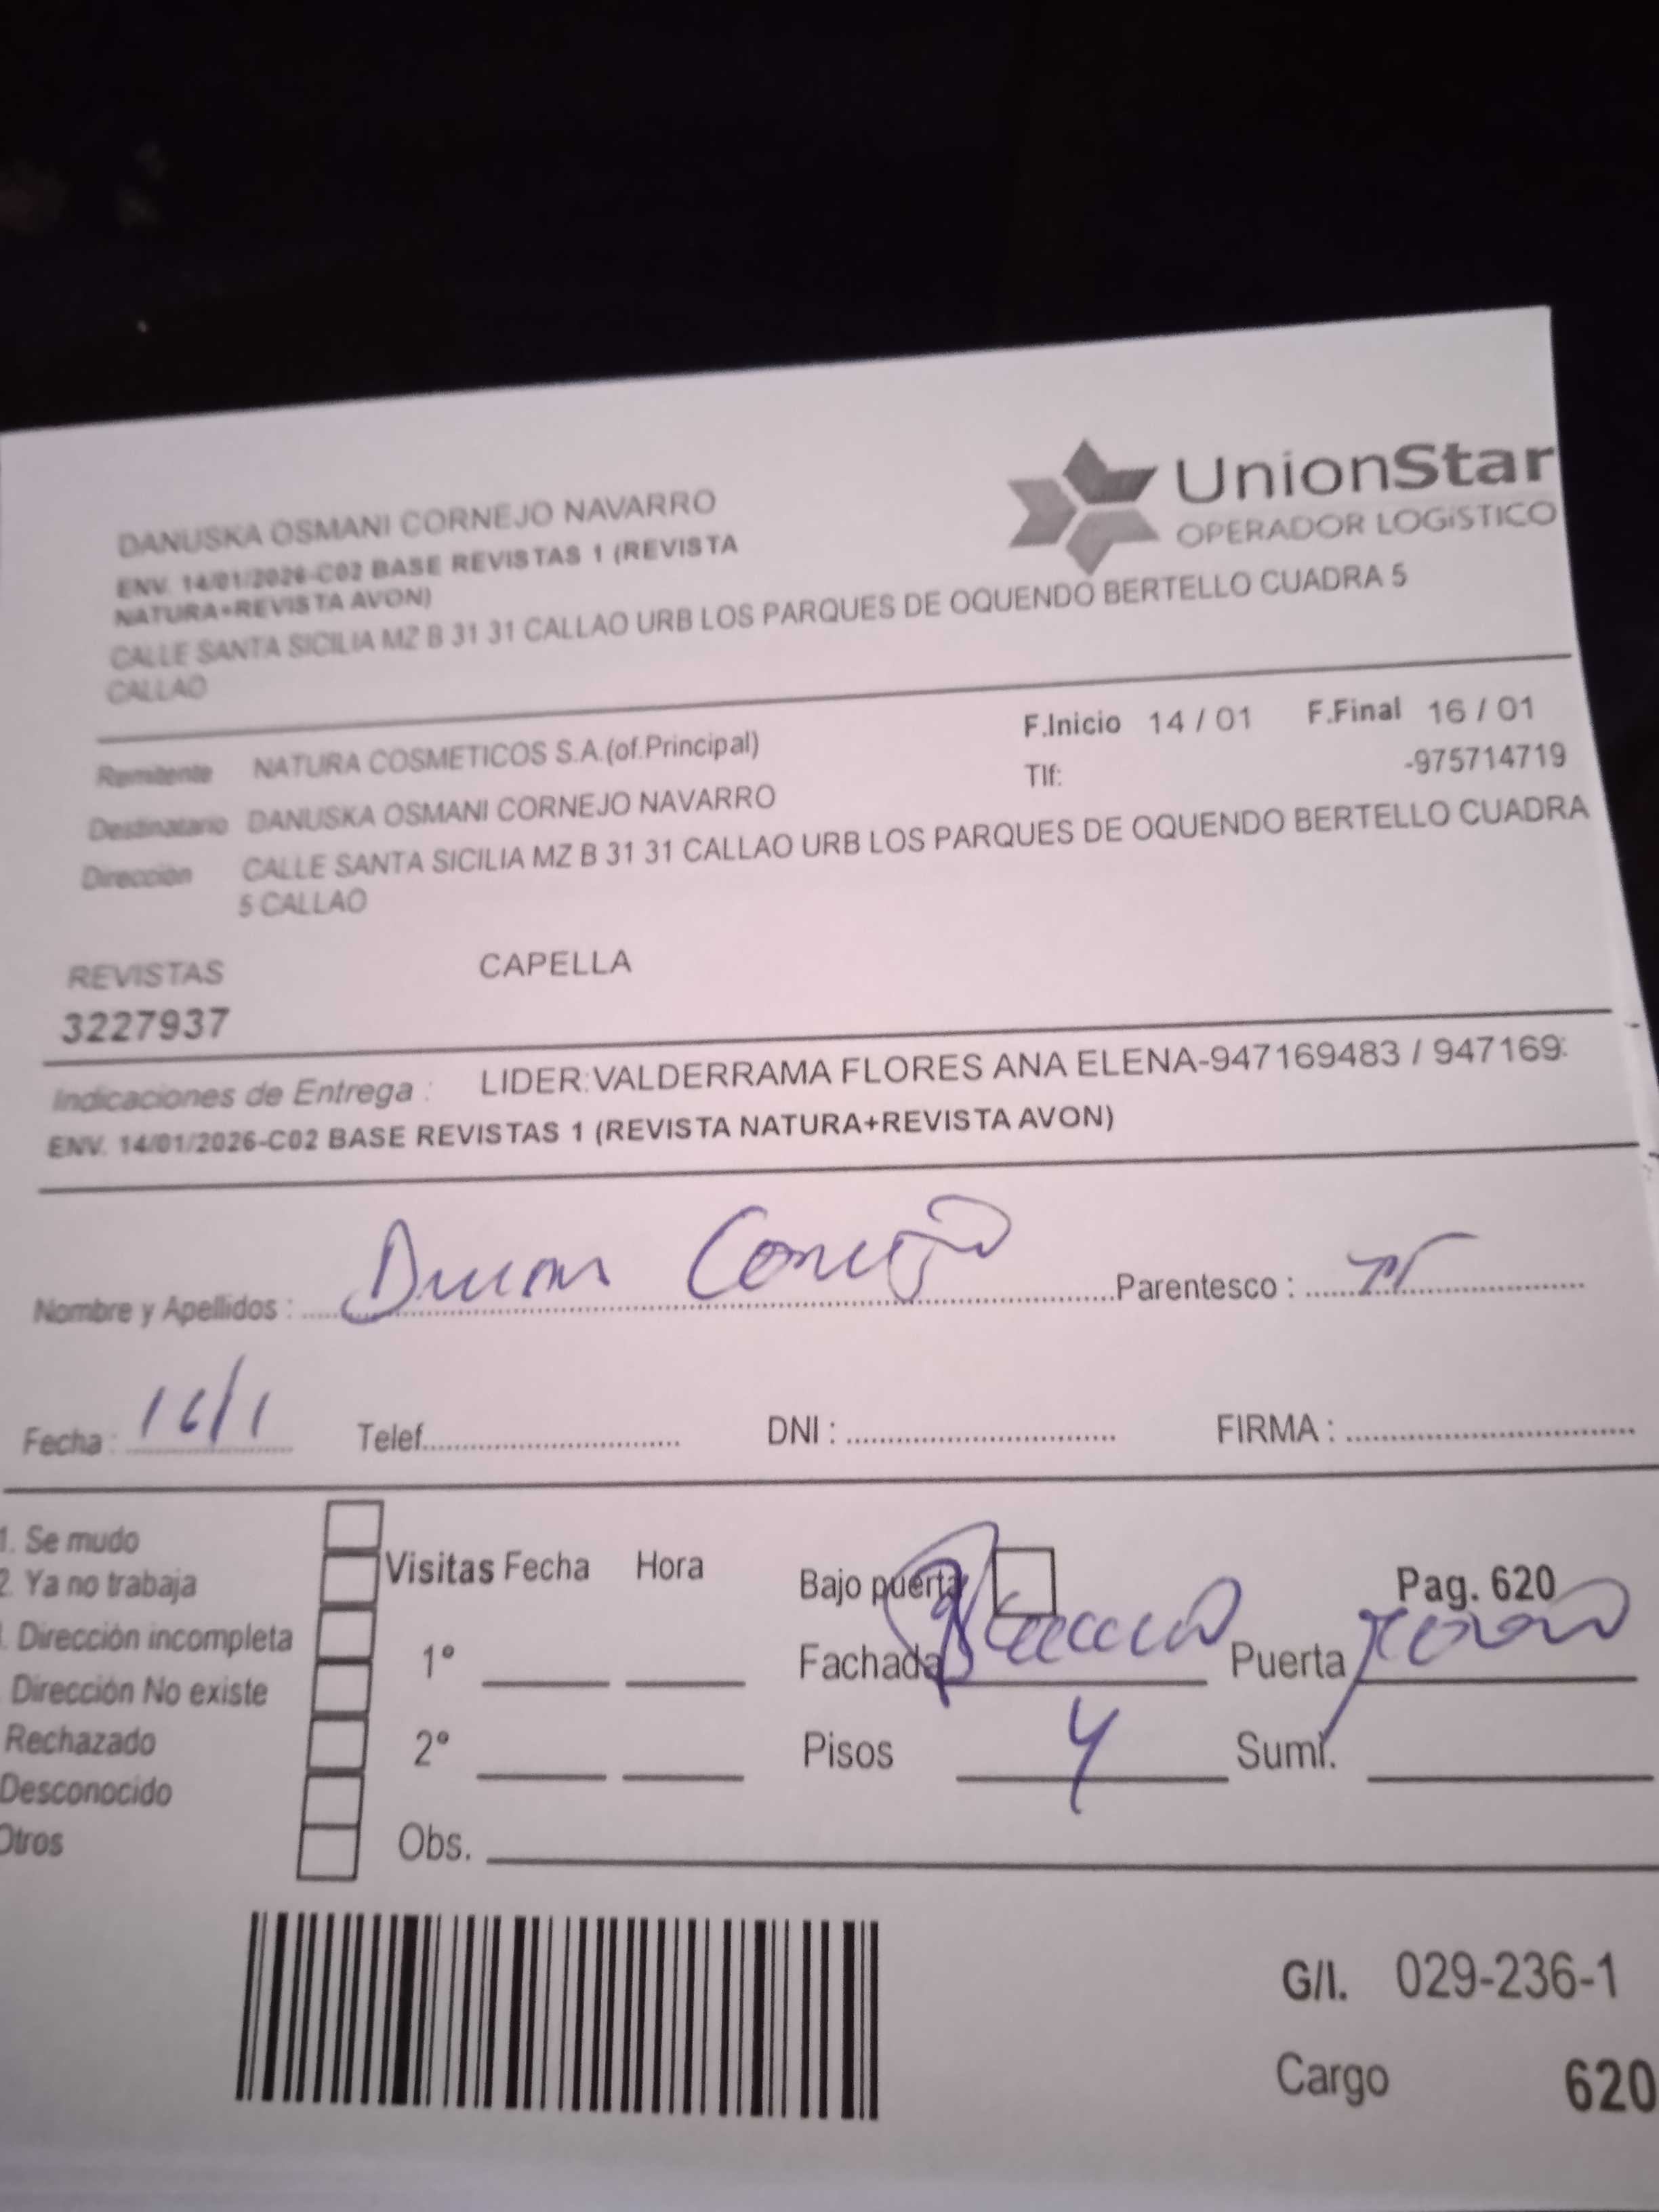 UnionStar
OPERADOR LOGíSTICO
DANUSKA OSMANI CORNEJO NAVARRO
ENV. 14/01/2026-C02 BASE REVISTAS 1 (REVISTA
NATURA+REVISTA AVON)
CALLE SANTA SICILIA MZ B 31 31 CALLAO URB LOS PARQUES DE OQUENDO BERTELLO CUADRA 5
CALLAO
F.Inicio 14 / 01 F.Final 16 / 01
Remitente NATURA COSMETICOS S.A.(of.Principal)
Tlf: -975714719
Destinatario DANUSKA OSMANI CORNEJO NAVARRO
Dirección CALLE SANTA SICILIA MZ B 31 31 CALLAO URB LOS PARQUES DE OQUENDO BERTELLO CUADRA
5 CALLAO
REVISTAS CAPELLA
3227937
Indicaciones de Entrega : LIDER:VALDERRAMA FLORES ANA ELENA-947169483 / 947169
ENV. 14/01/2026-C02 BASE REVISTAS 1 (REVISTA NATURA+REVISTA AVON)
Nombre y Apellidos : Cornejo Parentesco :
Fecha : 16/1 Telef. DNI : FIRMA :
1. Se mudo
2. Ya no trabaja
. Dirección incompleta
Dirección No existe
Rechazado
Desconocido
Otros
Visitas Fecha Hora
1°
2°
Obs.
Bajo puerta Pag. 620
Fachada Puerta
Pisos 4 Sumi.
G/I. 029-236-1
Cargo 620